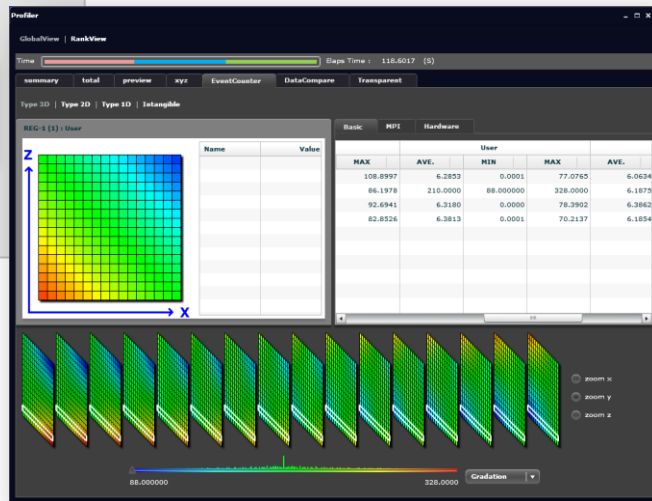 Profiler
GlobalView | RankView
Time Elaps Time : 118.6017 (S)
summary total preview xyz EventCounter DataCompare Transparent
Type 3D | Type 2D | Type 1D | Intangible
REG-1 (1) : User
Name Value
Z
X
Basic MPI Hardware
User
MAX AVE. MIN MAX AVE.
108.8997 6.2853 0.0001 77.0765 6.0634
86.1978 210.0000 88.000000 328.0000 6.1875
92.6941 6.3180 0.0000 78.3902 6.3862
82.8526 6.3813 0.0001 70.2137 6.1854
zoom x
zoom y
zoom z
88.000000 328.0000 Gradation